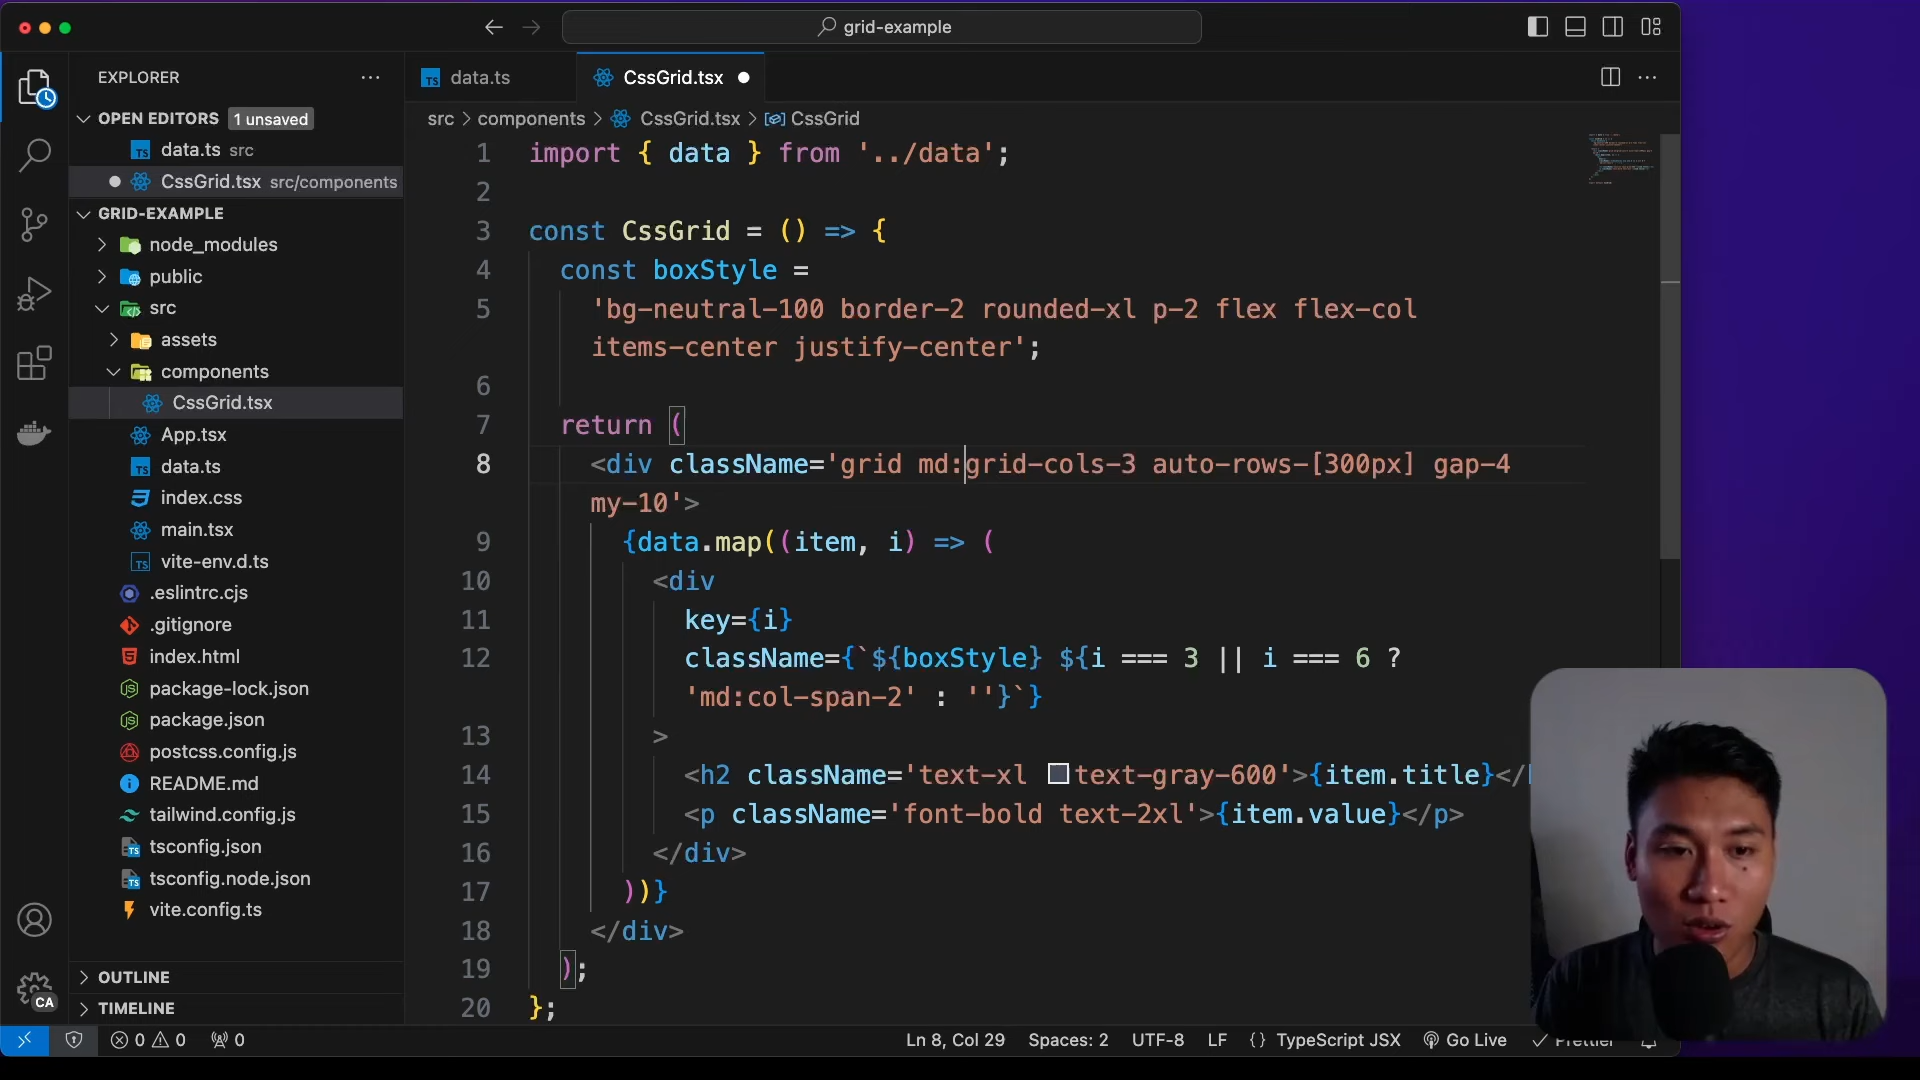 grid-example
EXPLORER
OPEN EDITORS 1 unsaved
TS data.ts src
CssGrid.tsx src/components
GRID-EXAMPLE
node_modules
public
src
assets
components
CssGrid.tsx
App.tsx
TS data.ts
index.css
main.tsx
TS vite-env.d.ts
.eslintrc.cjs
.gitignore
index.html
package-lock.json
package.json
postcss.config.js
README.md
tailwind.config.js
tsconfig.json
tsconfig.node.json
vite.config.ts
OUTLINE
TIMELINE
CA
TS data.ts
CssGrid.tsx
src > components > CssGrid.tsx > CssGrid
1 import { data } from '../data';
2
3 const CssGrid = () => {
4 const boxStyle =
5 'bg-neutral-100 border-2 rounded-xl p-2 flex flex-col
items-center justify-center';
6
7 return (
8 <div className='grid md:grid-cols-3 auto-rows-[300px] gap-4
my-10'>
9 {data.map((item, i) => (
10 <div
11 key={i}
12 className={`${boxStyle} ${i === 3 || i === 6 ?
'md:col-span-2' : ''}`}
13 >
14 <h2 className='text-xl text-gray-600'>{item.title}</
15 <p className='font-bold text-2xl'>{item.value}</p>
16 </div>
17 ))}
18 </div>
19 );
20 };
0 0 0
Ln 8, Col 29 Spaces: 2 UTF-8 LF {} TypeScript JSX Go Live Prettier